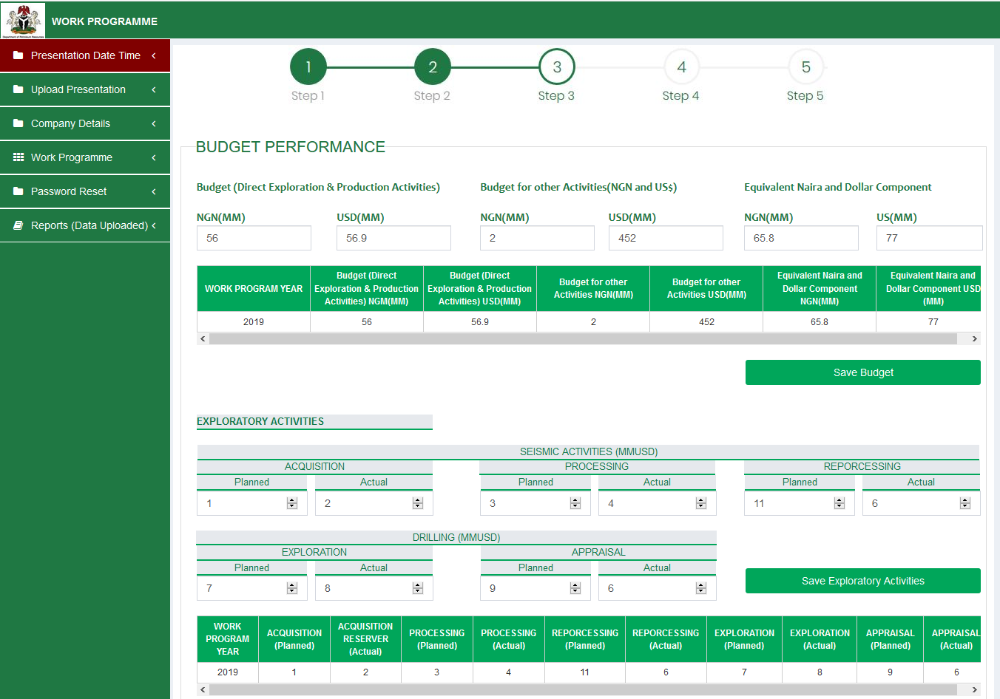 WORK PROGRAMME
Presentation Date Time
Upload Presentation
Company Details
Work Programme
Password Reset
Reports (Data Uploaded)
1 2 3 4 5
Step 1 Step 2 Step 3 Step 4 Step 5
BUDGET PERFORMANCE
Budget (Direct Exploration & Production Activities) Budget for other Activities(NGN and US$) Equivalent Naira and Dollar Component
NGN(MM) USD(MM) NGN(MM) USD(MM) NGN(MM) US(MM)
56 56.9 2 452 65.8 77
WORK PROGRAM YEAR
Budget (Direct
Exploration & Production
Activities) NGM(MM)
Budget (Direct
Exploration & Production
Activities) USD(MM)
Budget for other
Activities NGN(MM)
Budget for other
Activities USD(MM)
Equivalent Naira and
Dollar Component
NGN(MM)
Equivalent Naira and
Dollar Component USD
(MM)
2019 56 56.9 2 452 65.8 77
Save Budget
EXPLORATORY ACTIVITIES
SEISMIC ACTIVITIES (MMUSD)
ACQUISITION PROCESSING REPORCESSING
Planned Actual Planned Actual Planned Actual
1 2 3 4 11 6
DRILLING (MMUSD)
EXPLORATION APPRAISAL
Planned Actual Planned Actual
7 8 9 6
Save Exploratory Activities
WORK
PROGRAM
YEAR
ACQUISITION
(Planned)
ACQUISITION
RESERVER
(Actual)
PROCESSING
(Planned)
PROCESSING
(Actual)
REPORCESSING
(Planned)
REPORCESSING
(Actual)
EXPLORATION
(Planned)
EXPLORATION
(Actual)
APPRAISAL
(Planned)
APPRAISAL
(Actual)
2019 1 2 3 4 11 6 7 8 9 6